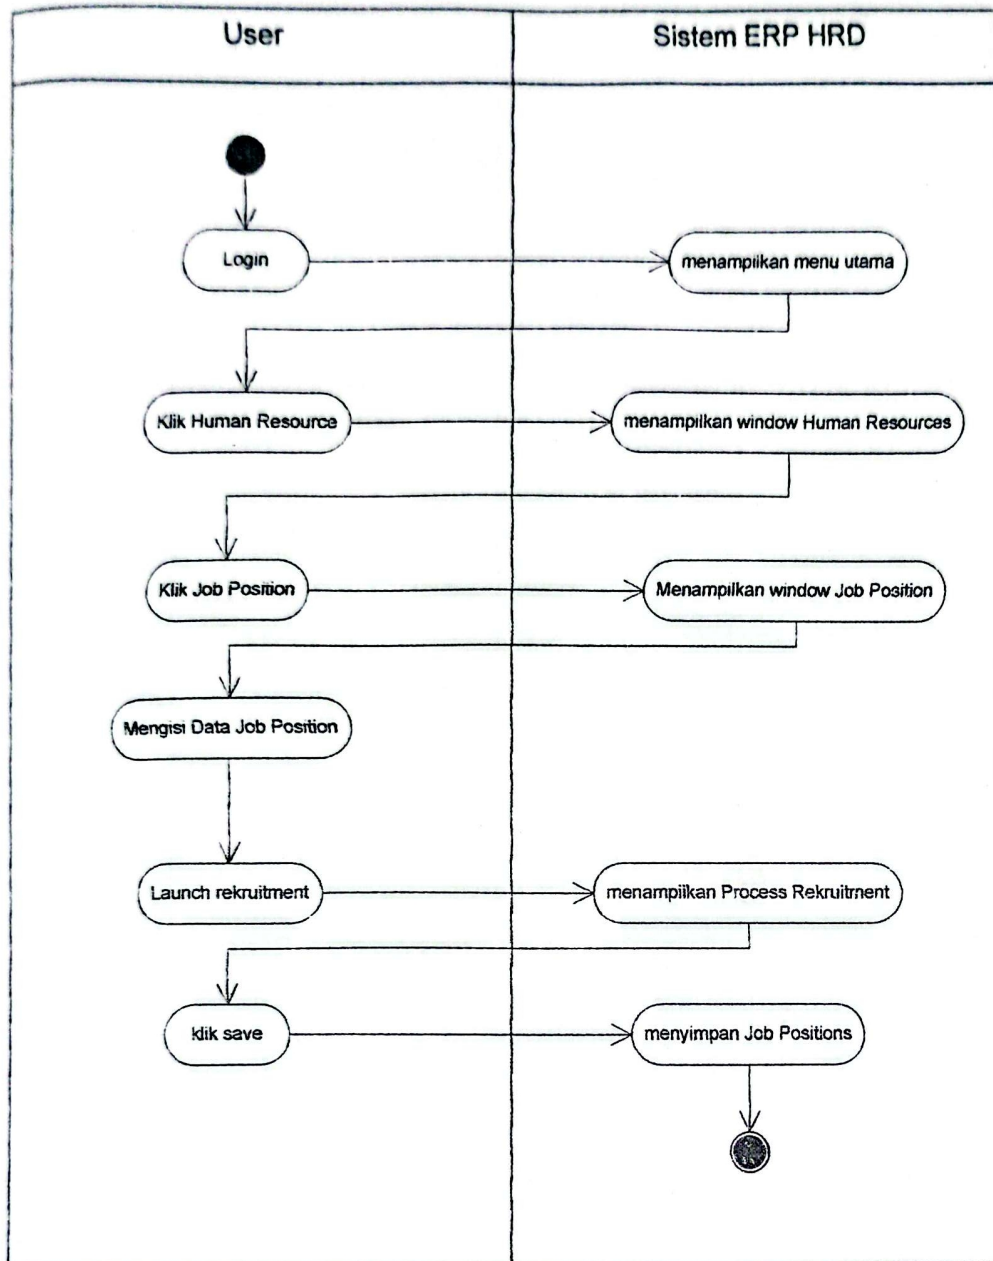 User
Sistem ERP HRD
Login
menampilkan menu utama
Klik Human Resource
menampilkan window Human Resources
Klik Job Position
Menampilkan window Job Position
Mengisi Data Job Position
Launch rekruitment
menampilkan Process Rekruitment
klik save
menyimpan Job Positions